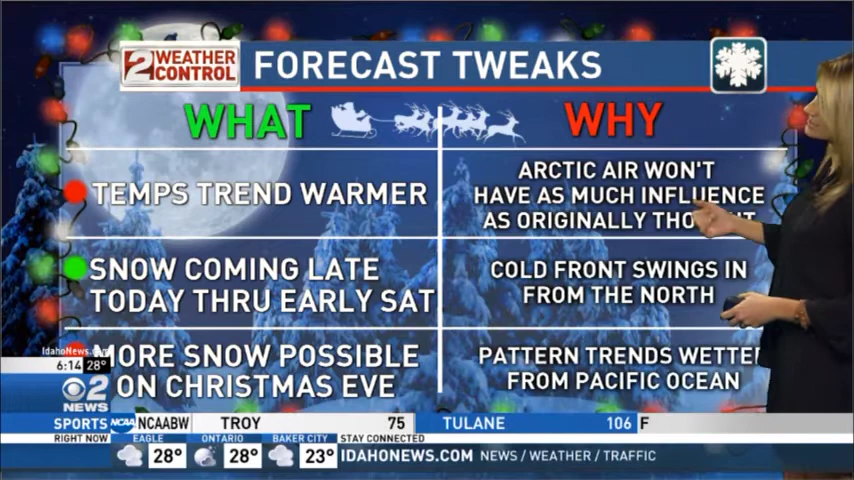 2 WEATHER CONTROL
FORECAST TWEAKS
WHAT
WHY
TEMPS TREND WARMER
ARCTIC AIR WON'T
HAVE AS MUCH INFLUENCE
AS ORIGINALLY
SNOW COMING LATE
TODAY THRU EARLY SAT
COLD FRONT SWINGS IN
FROM THE NORTH
MORE SNOW POSSIBLE
ON CHRISTMAS EVE
PATTERN TRENDS WETTE
FROM PACIFIC OCEAN
IdahoNews.com
6:14 28°
2
NEWS
SPORTS NCAA NCAABW TROY 75 TULANE 106 F
RIGHT NOW EAGLE ONTARIO BAKER CITY STAY CONNECTED
28° 28° 23° IDAHONEWS.COM NEWS / WEATHER / TRAFFIC